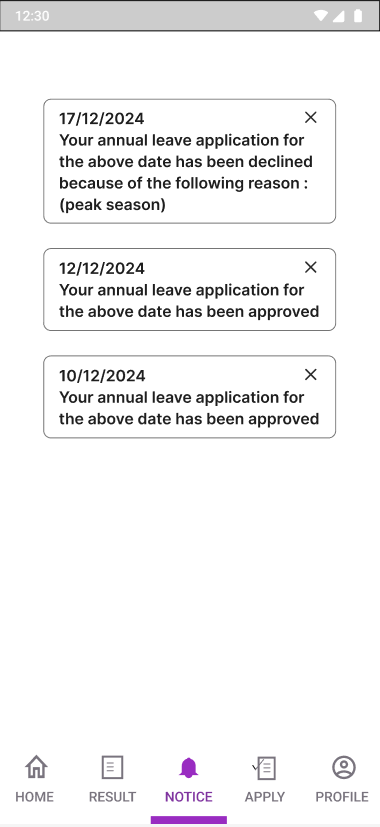 12:30
17/12/2024
Your annual leave application for
the above date has been declined
because of the following reason :
(peak season)
12/12/2024
Your annual leave application for
the above date has been approved
10/12/2024
Your annual leave application for
the above date has been approved
HOME RESULT NOTICE APPLY PROFILE